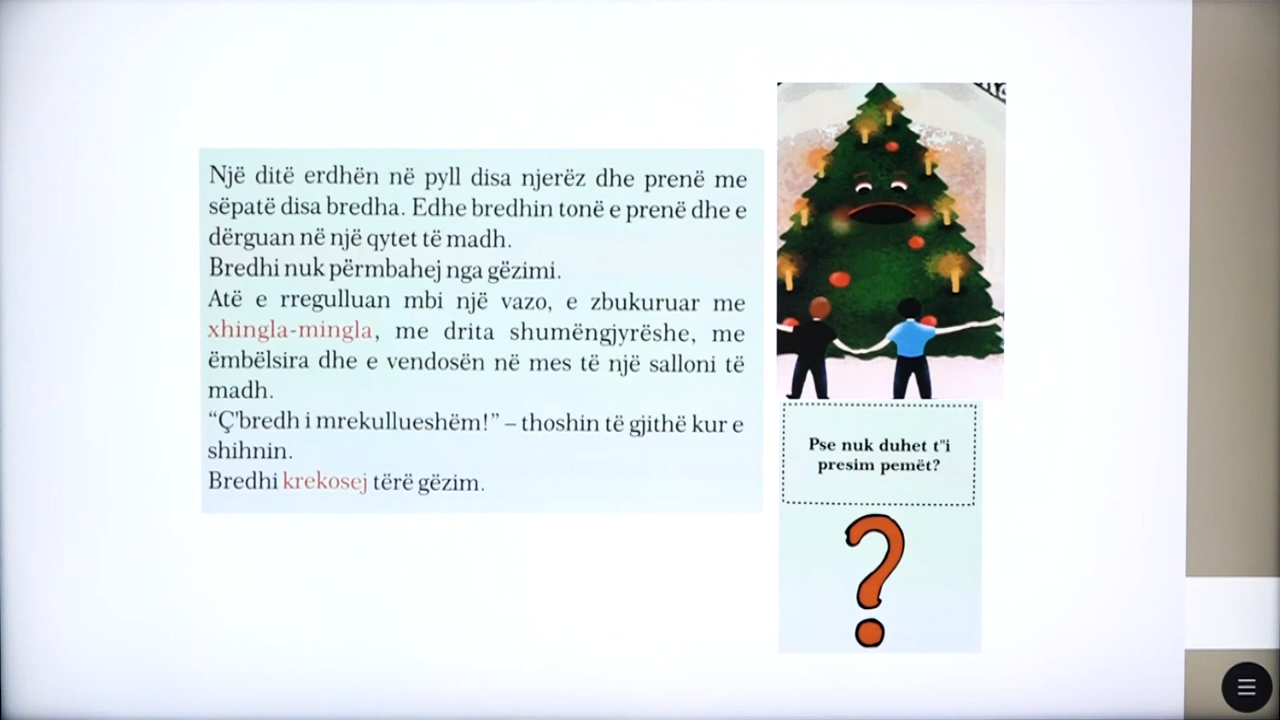 Një ditë erdhën në pyll disa njerëz dhe prenë me
sëpatë disa bredha. Edhe bredhin tonë e prenë dhe e
dërguan në një qytet të madh.
Bredhi nuk përmbahej nga gëzimi.
Atë e rregulluan mbi një vazo, e zbukuruar me
xhingla-mingla, me drita shumëngjyrëshe, me
ëmbëlsira dhe e vendosën në mes të një salloni të
madh.
“Ç'bredh i mrekullueshëm!” – thoshin të gjithë kur e
shihnin.
Bredhi krekosej tërë gëzim.
Pse nuk duhet t"i
presim pemët?
?